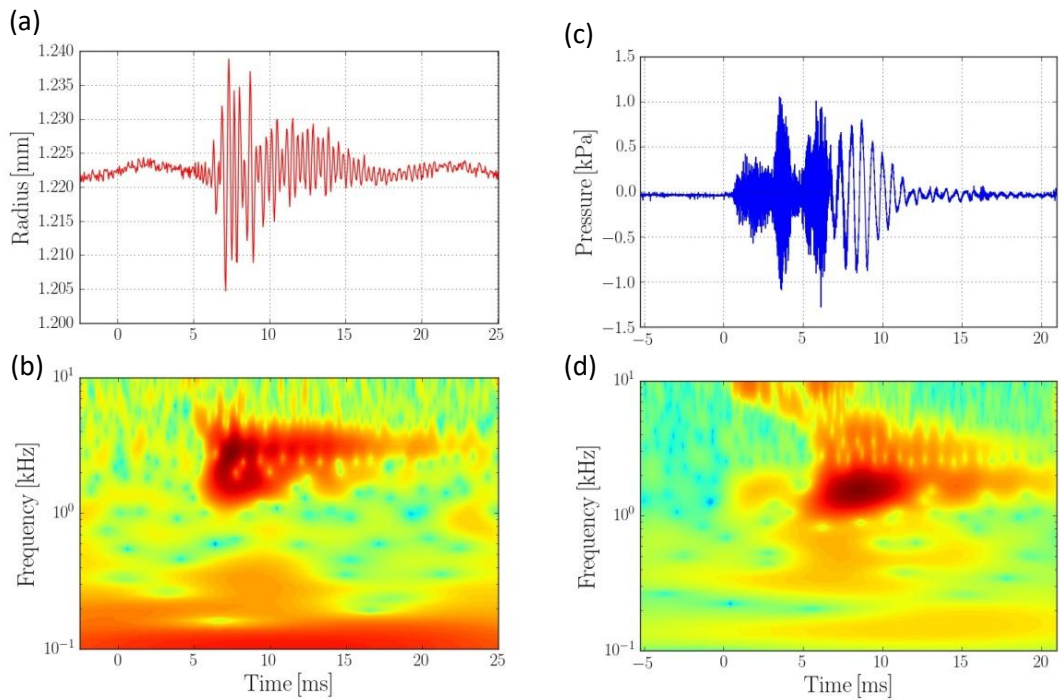 (a)
1.240
1.235
1.230
1.225
1.220
1.215
1.210
1.205
1.200
Radius [mm]
0 5 10 15 20 25
(b)
10¹
10⁰
10⁻¹
Frequency [kHz]
0 5 10 15 20 25
Time [ms]
(c)
1.5
1.0
0.5
0.0
−0.5
−1.0
−1.5
Pressure [kPa]
−5 0 5 10 15 20
(d)
10¹
10⁰
10⁻¹
Frequency [kHz]
−5 0 5 10 15 20
Time [ms]